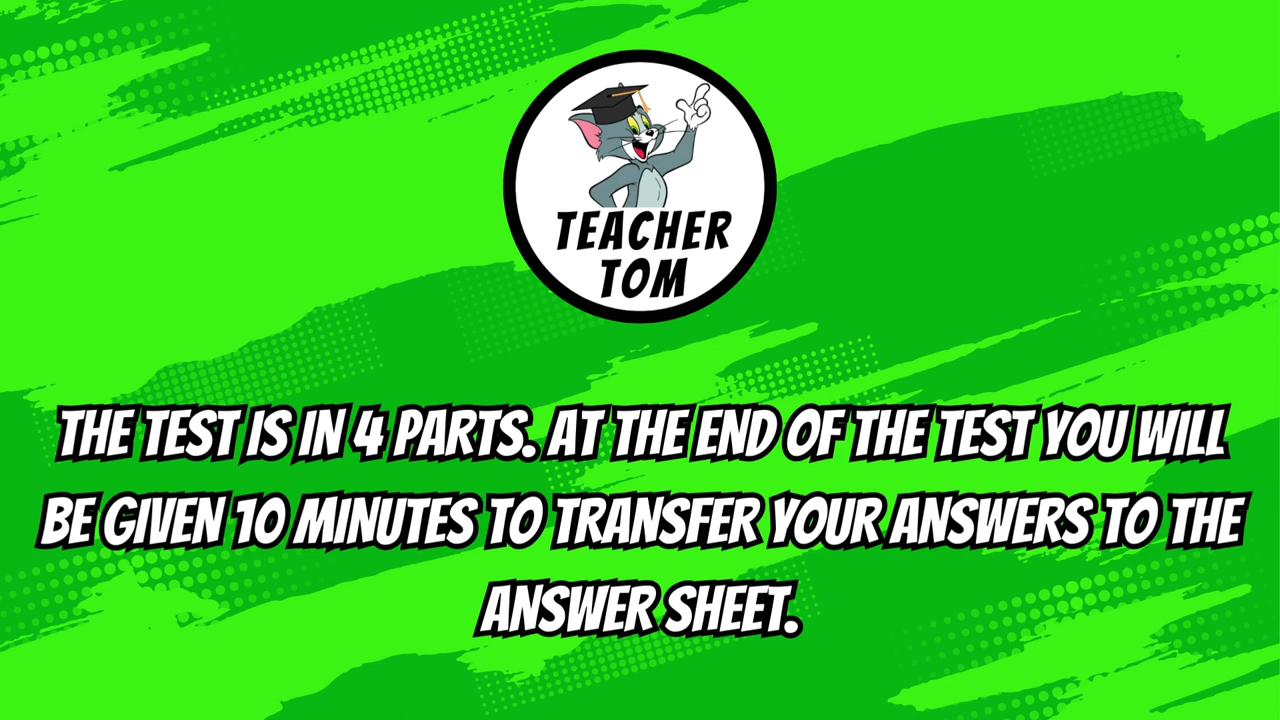 TEACHER
TOM
THE TEST IS IN 4 PARTS. AT THE END OF THE TEST YOU WILL
BE GIVEN 10 MINUTES TO TRANSFER YOUR ANSWERS TO THE
ANSWER SHEET.